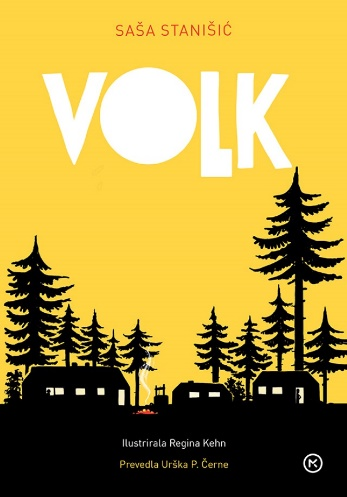 SAŠA STANIŠIĆ
VOLK
Ilustrirala Regina Kehn
Prevedla Urška P. Černe